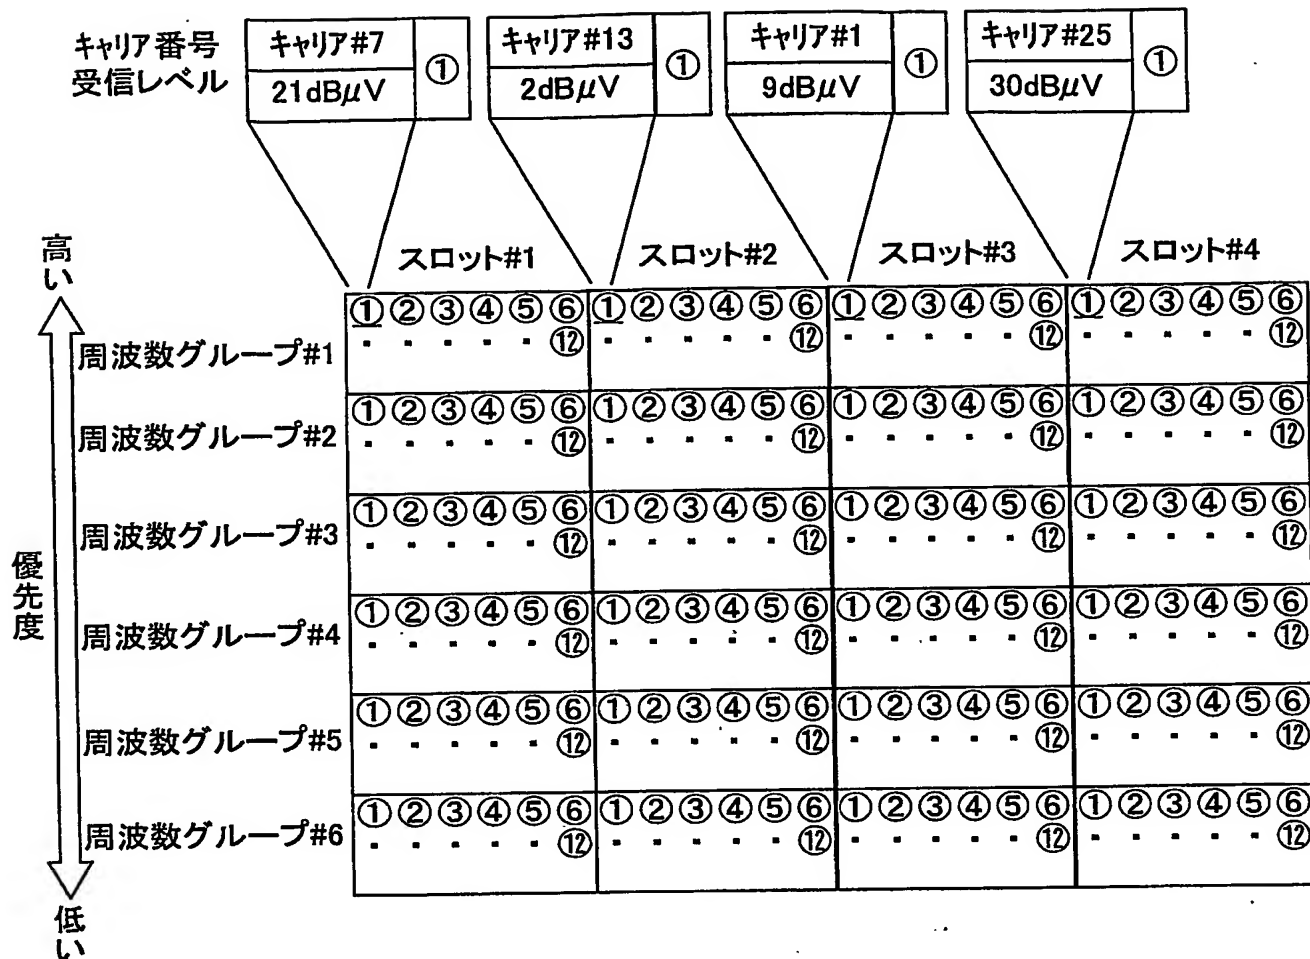 キャリア番号
受信レベル
キャリア#7
21dBμV
①
キャリア#13
2dBμV
①
キャリア#1
9dBμV
①
キャリア#25
30dBμV
①
高い
優先度
低い
スロット#1 スロット#2 スロット#3 スロット#4
周波数グループ#1
①②③④⑤⑥ ①②③④⑤⑥ ①②③④⑤⑥ ①②③④⑤⑥
・・・・・⑫ ・・・・・⑫ ・・・・・⑫ ・・・・・⑫
周波数グループ#2
①②③④⑤⑥ ①②③④⑤⑥ ①②③④⑤⑥ ①②③④⑤⑥
・・・・・⑫ ・・・・・⑫ ・・・・・⑫ ・・・・・⑫
周波数グループ#3
①②③④⑤⑥ ①②③④⑤⑥ ①②③④⑤⑥ ①②③④⑤⑥
・・・・・⑫ ・・・・・⑫ ・・・・・⑫ ・・・・・⑫
周波数グループ#4
①②③④⑤⑥ ①②③④⑤⑥ ①②③④⑤⑥ ①②③④⑤⑥
・・・・・⑫ ・・・・・⑫ ・・・・・⑫ ・・・・・⑫
周波数グループ#5
①②③④⑤⑥ ①②③④⑤⑥ ①②③④⑤⑥ ①②③④⑤⑥
・・・・・⑫ ・・・・・⑫ ・・・・・⑫ ・・・・・⑫
周波数グループ#6
①②③④⑤⑥ ①②③④⑤⑥ ①②③④⑤⑥ ①②③④⑤⑥
・・・・・⑫ ・・・・・⑫ ・・・・・⑫ ・・・・・⑫